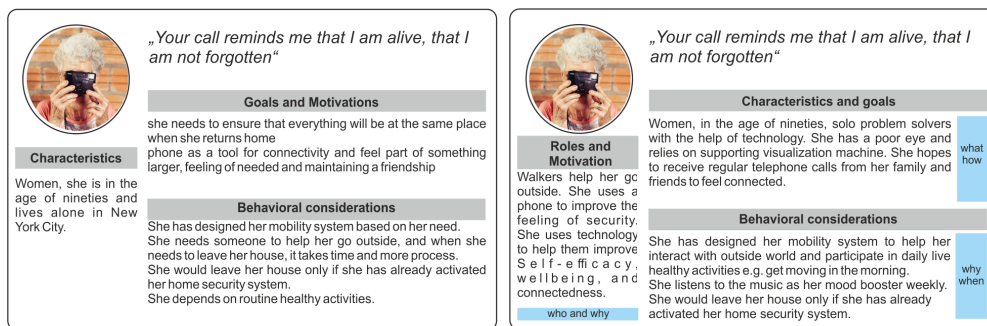 „Your call reminds me that I am alive, that I
am not forgotten“
Goals and Motivations
she needs to ensure that everything will be at the same place
when she returns home
phone as a tool for connectivity and feel part of something
larger, feeling of needed and maintaining a friendship
Characteristics
Women, she is in the
age of nineties and
lives alone in New
York City.
Behavioral considerations
She has designed her mobility system based on her need.
She needs someone to help her go outside, and when she
needs to leave her house, it takes time and more process.
She would leave her house only if she has already activated
her home security system.
She depends on routine healthy activities.
„Your call reminds me that I am alive, that I
am not forgotten“
Roles and
Motivation
Walkers help her go
outside. She uses a
phone to improve the
feeling of security.
She uses technology
to help them improve
Self-efficacy,
wellbeing, and
connectedness.
who and why
Characteristics and goals
Women, in the age of nineties, solo problem solvers
with the help of technology. She has a poor eye and
relies on supporting visualization machine. She hopes
to receive regular telephone calls from her family and
friends to feel connected.
what
how
Behavioral considerations
She has designed her mobility system to help her
interact with outside world and participate in daily live
healthy activities e.g. get moving in the morning.
She listens to the music as her mood booster weekly.
She would leave her house only if she has already
activated her home security system.
why
when